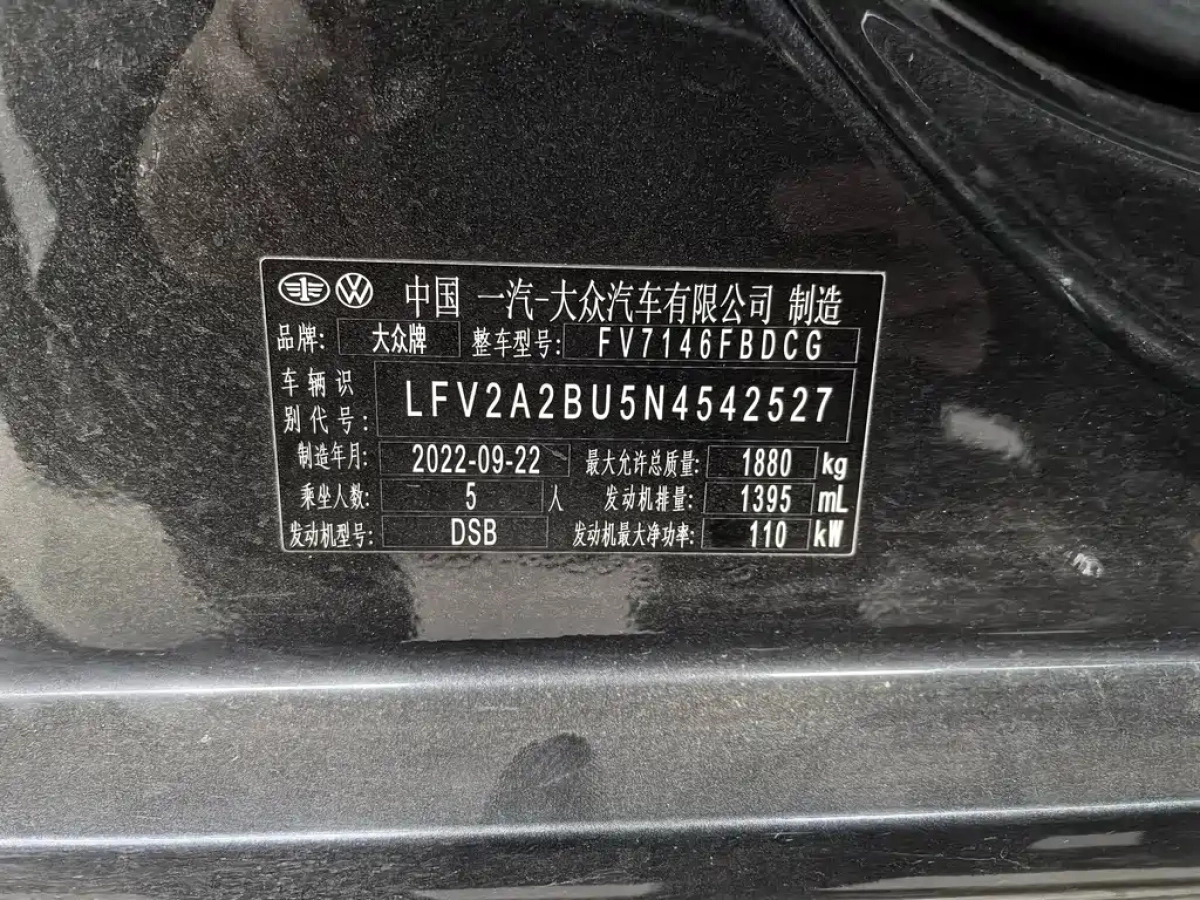 中国 一汽-大众汽车有限公司 制造
品牌: 大众牌 整车型号: FV7146FBDCG
车辆识别代号: LFV2A2BU5N4542527
制造年月: 2022-09-22 最大允许总质量: 1880 kg
乘坐人数: 5 人 发动机排量: 1395 mL
发动机型号: DSB 发动机最大净功率: 110 kW